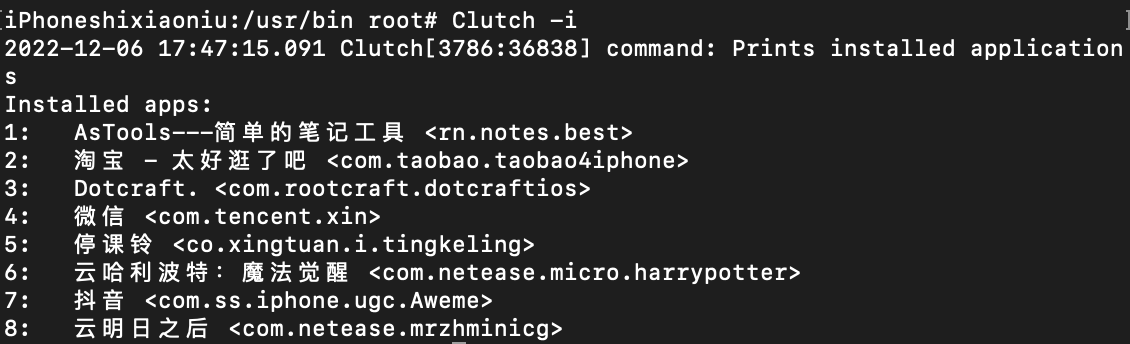 iPhoneshixiaoniu:/usr/bin root# Clutch -i
2022-12-06 17:47:15.091 Clutch[3786:36838] command: Prints installed application
s
Installed apps:
1: AsTools---简单的笔记工具 <rn.notes.best>
2: 淘宝 - 太好逛了吧 <com.taobao.taobao4iphone>
3: Dotcraft. <com.rootcraft.dotcraftios>
4: 微信 <com.tencent.xin>
5: 停课铃 <co.xingtuan.i.tingkeling>
6: 云哈利波特：魔法觉醒 <com.netease.micro.harrypotter>
7: 抖音 <com.ss.iphone.ugc.Aweme>
8: 云明日之后 <com.netease.mrzhminicg>